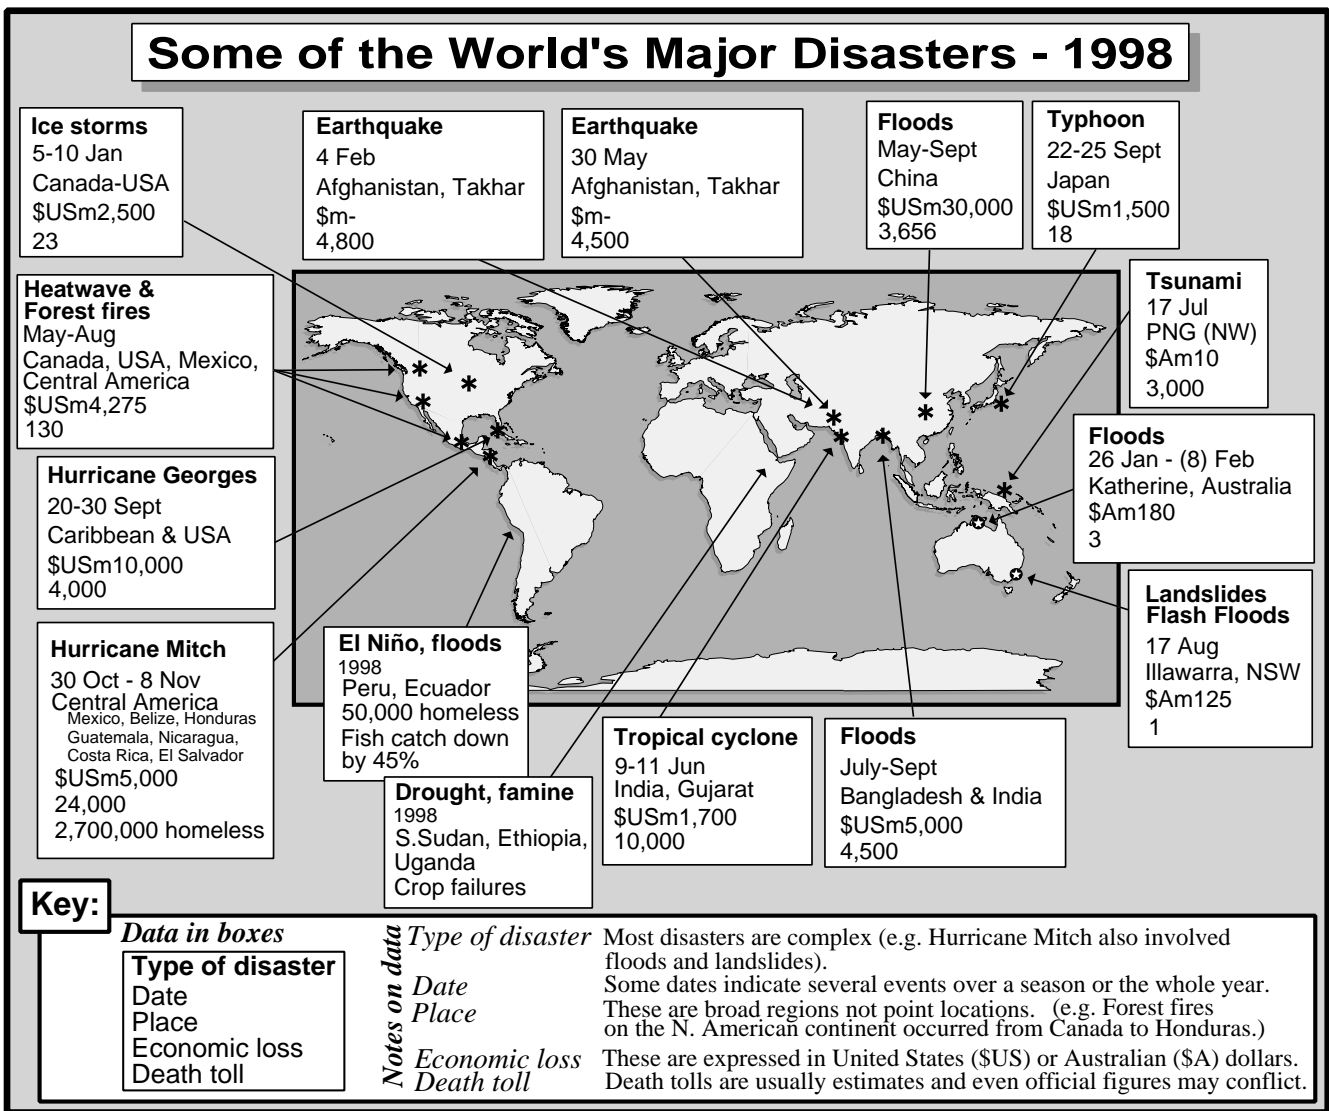 Some of the World's Major Disasters - 1998
Ice storms
5-10 Jan
Canada-USA
$USm2,500
23
Earthquake
4 Feb
Afghanistan, Takhar
$m-
4,800
Earthquake
30 May
Afghanistan, Takhar
$m-
4,500
Floods
May-Sept
China
$USm30,000
3,656
Typhoon
22-25 Sept
Japan
$USm1,500
18
Heatwave &
Forest fires
May-Aug
Canada, USA, Mexico,
Central America
$USm4,275
130
Tsunami
17 Jul
PNG (NW)
$Am10
3,000
Floods
26 Jan - (8) Feb
Katherine, Australia
$Am180
3
Hurricane Georges
20-30 Sept
Caribbean & USA
$USm10,000
4,000
Landslides
Flash Floods
17 Aug
Illawarra, NSW
$Am125
1
Hurricane Mitch
30 Oct - 8 Nov
Central America
Mexico, Belize, Honduras
Guatemala, Nicaragua,
Costa Rica, El Salvador
$USm5,000
24,000
2,700,000 homeless
El Niño, floods
1998
Peru, Ecuador
50,000 homeless
Fish catch down
by 45%
Drought, famine
1998
S.Sudan, Ethiopia,
Uganda
Crop failures
Tropical cyclone
9-11 Jun
India, Gujarat
$USm1,700
10,000
Floods
July-Sept
Bangladesh & India
$USm5,000
4,500
Key:
Data in boxes
Type of disaster
Date
Place
Economic loss
Death toll
Notes on data
Type of disaster Most disasters are complex (e.g. Hurricane Mitch also involved
floods and landslides).
Date Some dates indicate several events over a season or the whole year.
Place These are broad regions not point locations. (e.g. Forest fires
on the N. American continent occurred from Canada to Honduras.)
Economic loss These are expressed in United States ($US) or Australian ($A) dollars.
Death toll Death tolls are usually estimates and even official figures may conflict.